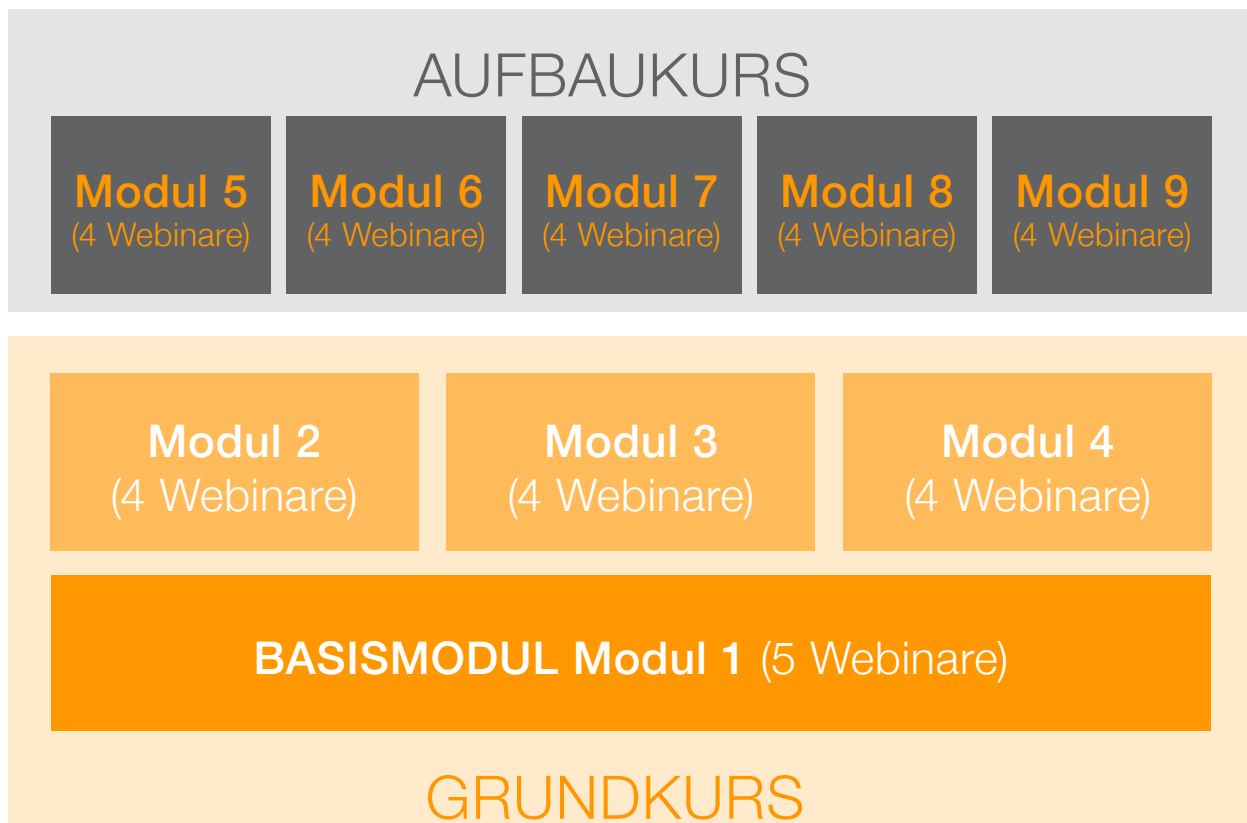 AUFBAUKURS
Modul 5
(4 Webinare)
Modul 6
(4 Webinare)
Modul 7
(4 Webinare)
Modul 8
(4 Webinare)
Modul 9
(4 Webinare)
Modul 2
(4 Webinare)
Modul 3
(4 Webinare)
Modul 4
(4 Webinare)
BASISMODUL Modul 1 (5 Webinare)
GRUNDKURS